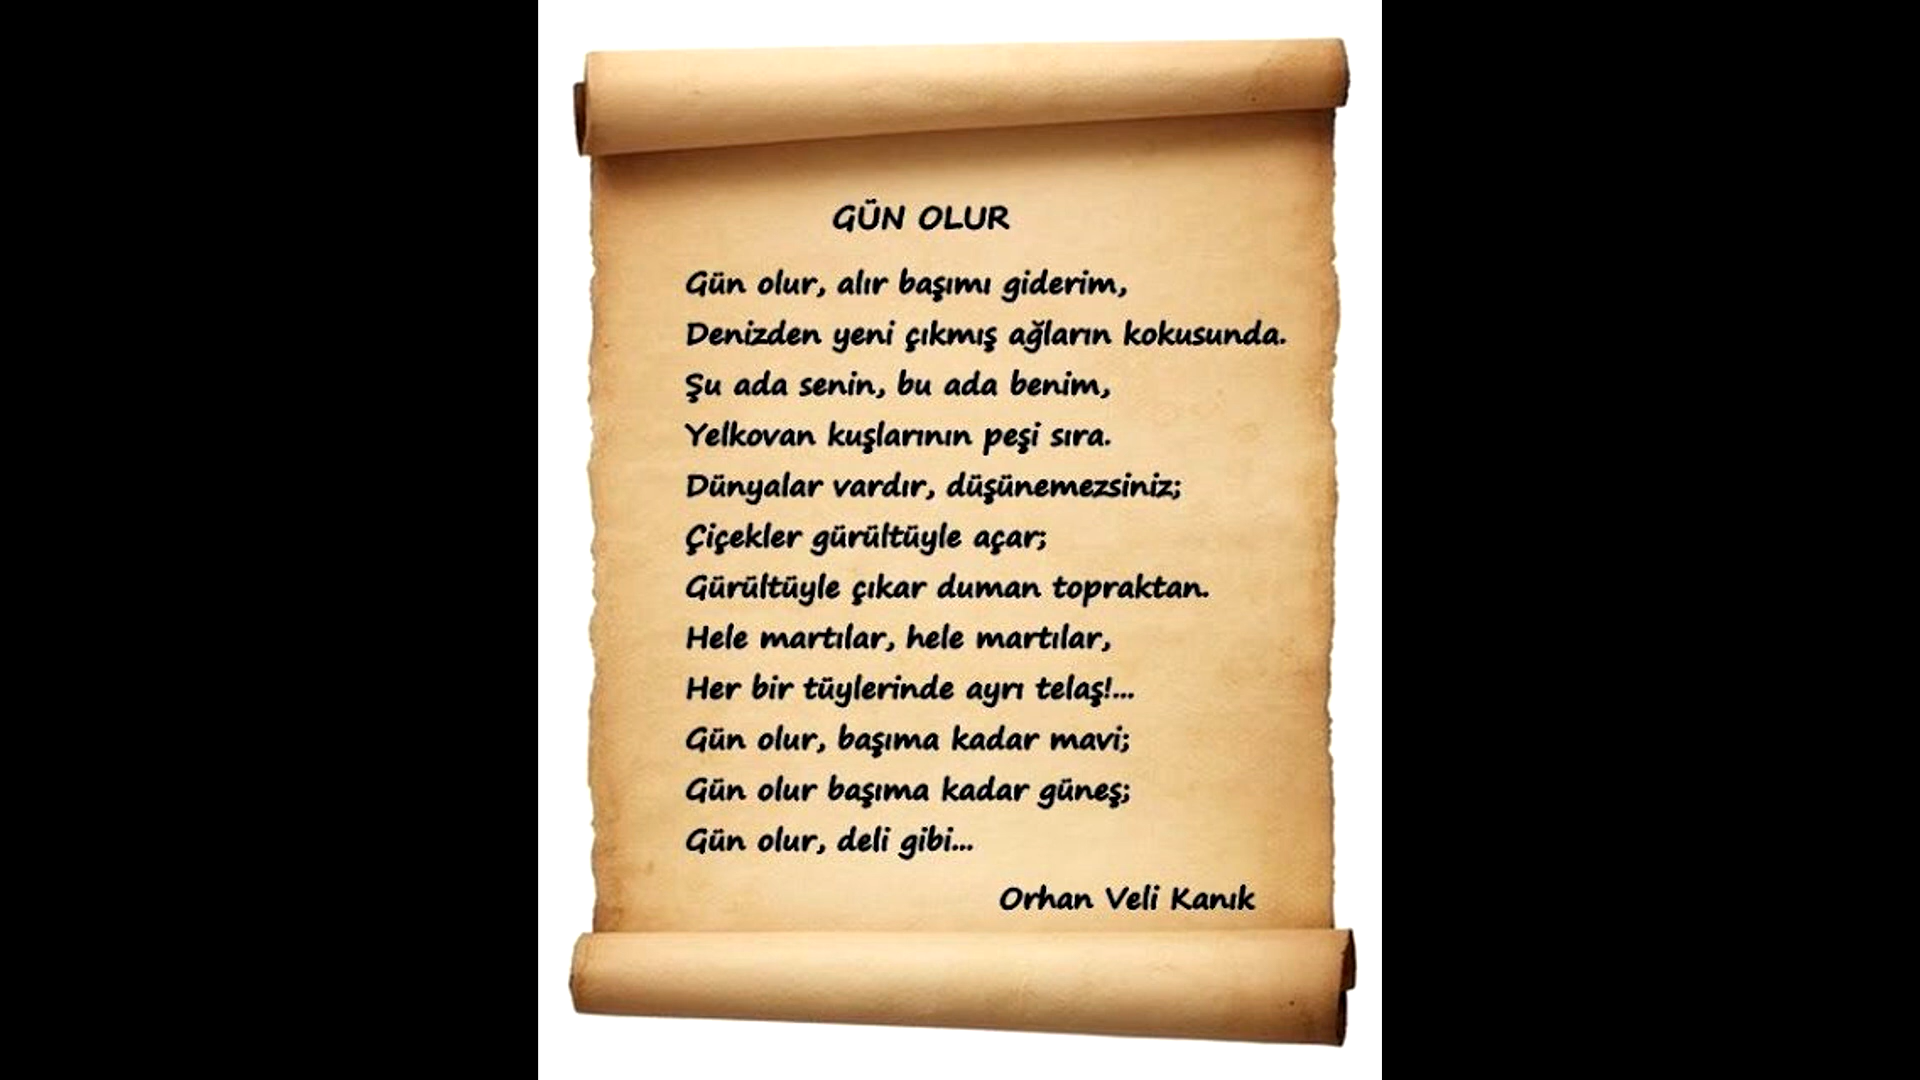 GÜN OLUR
Gün olur, alır başımı giderim,
Denizden yeni çıkmış ağların kokusunda.
Şu ada senin, bu ada benim,
Yelkovan kuşlarının peşi sıra.
Dünyalar vardır, düşünemezsiniz;
Çiçekler gürültüyle açar;
Gürültüyle çıkar duman topraktan.
Hele martılar, hele martılar,
Her bir tüylerinde ayrı telaş!...
Gün olur, başıma kadar mavi;
Gün olur başıma kadar güneş;
Gün olur, deli gibi...
Orhan Veli Kanık